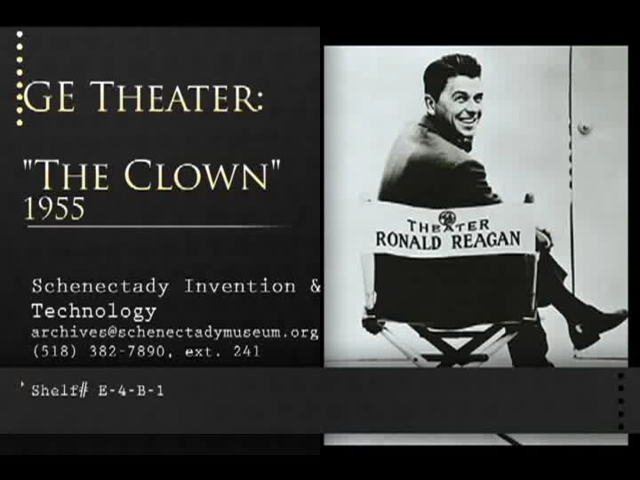 GE Theater:
"The Clown"
1955
Schenectady Invention &
Technology
archives@schenectadymuseum.org
(518) 382-7890, ext. 241
Shelf# E-4-B-1
THEATER
RONALD REAGAN